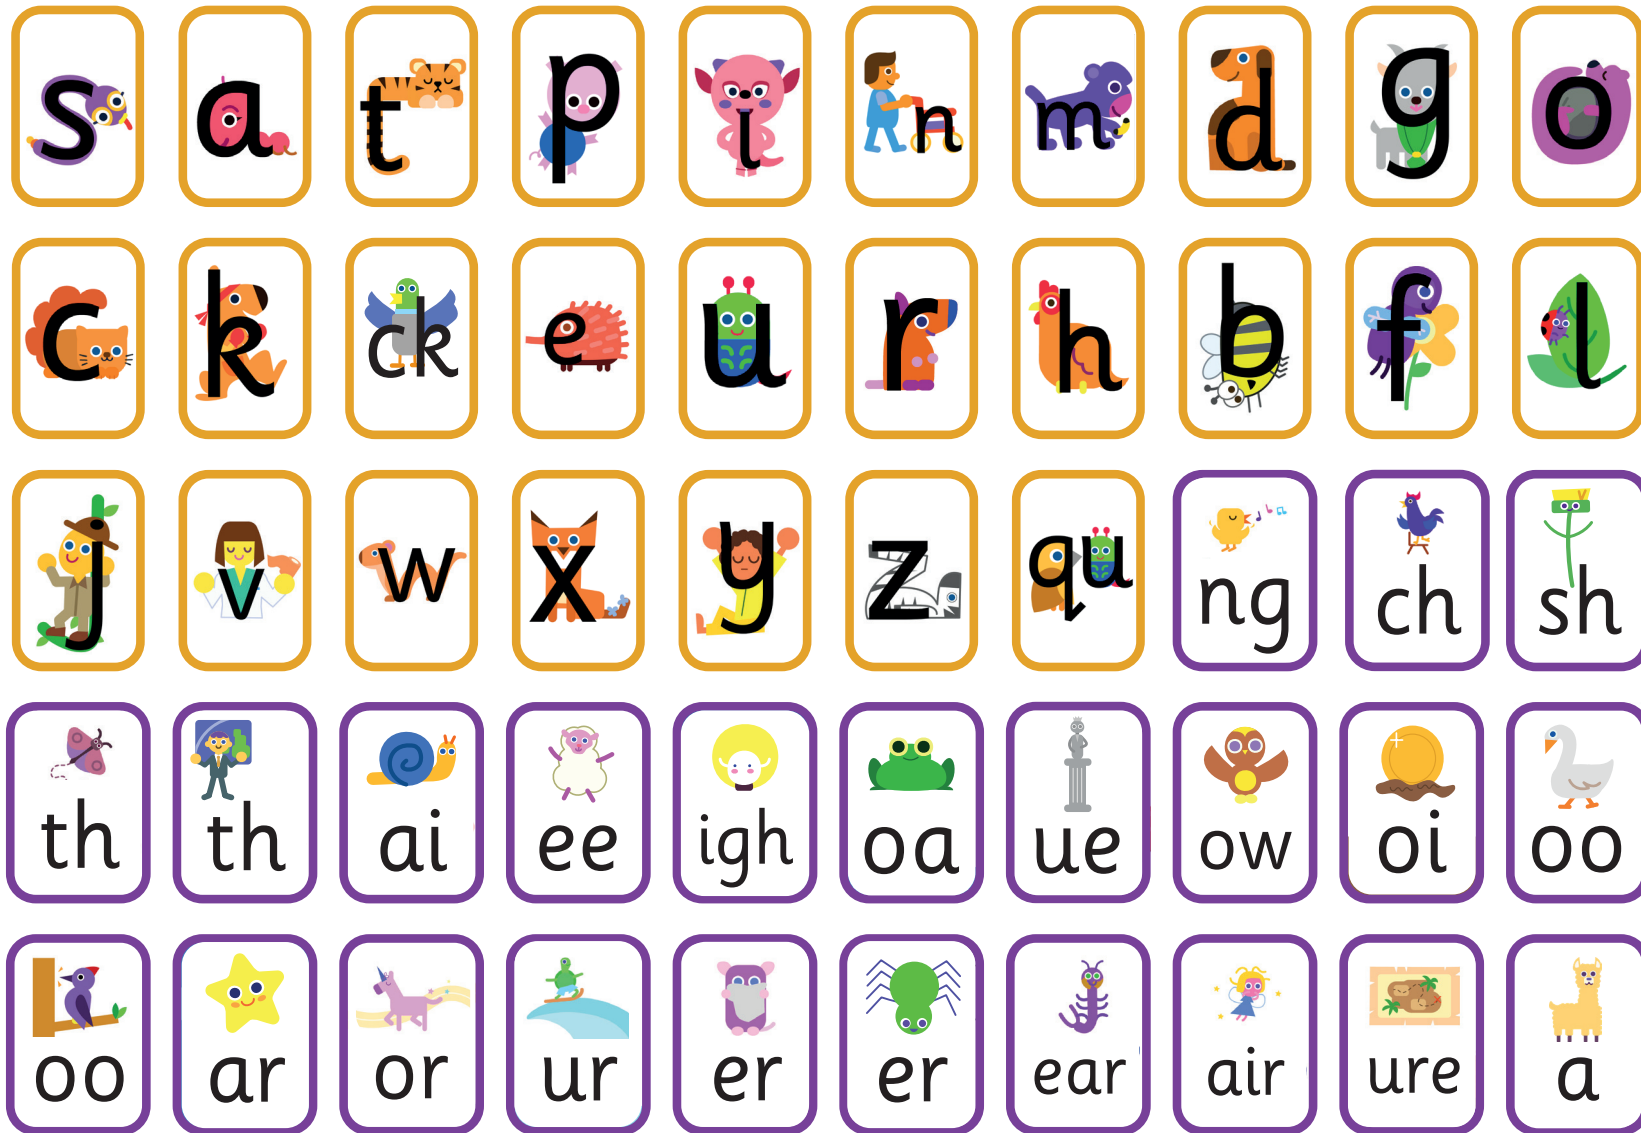 s a t p i n m d g o
c k ck e u r h b f l
j v w x y z qu ng ch sh
th th ai ee igh oa ue ow oi oo
oo ar or ur er er ear air ure a